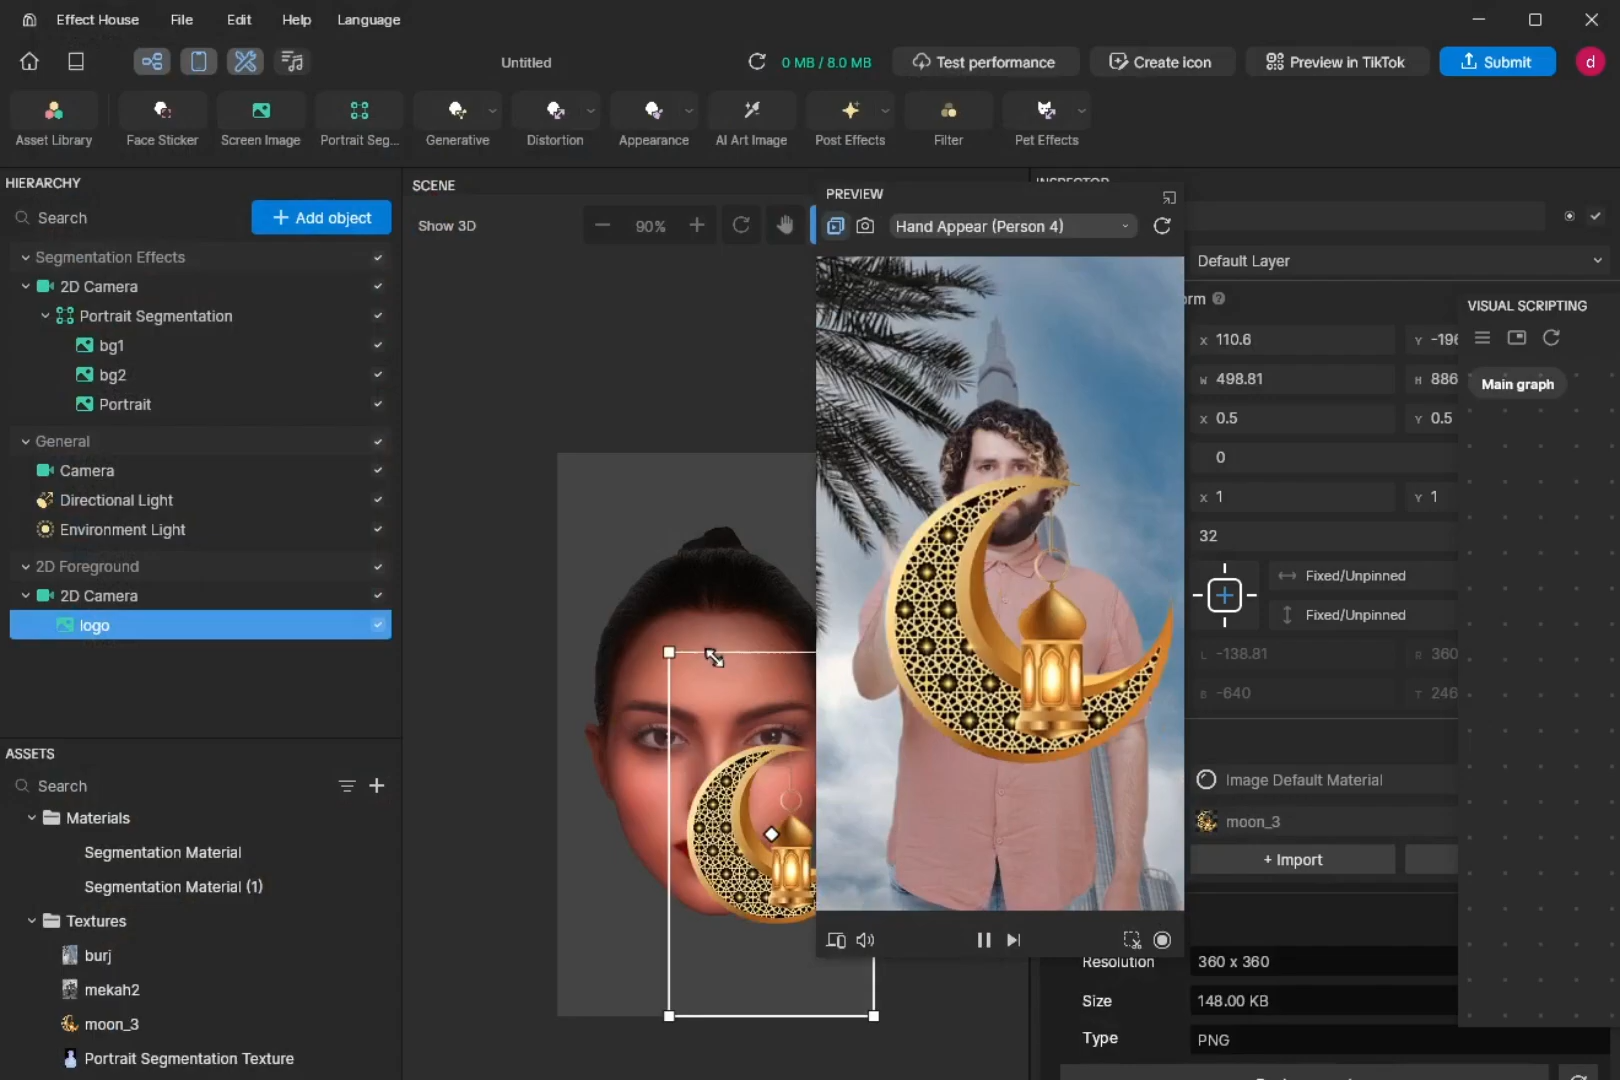 Effect House File Edit Help Language
Untitled 0 MB / 8.0 MB Test performance Create icon Preview in TikTok Submit d
Asset Library Face Sticker Screen Image Portrait Seg... Generative Distortion Appearance AI Art Image Post Effects Filter Pet Effects
HIERARCHY
Search + Add object
Segmentation Effects
2D Camera
Portrait Segmentation
bg1
bg2
Portrait
General
Camera
Directional Light
Environment Light
2D Foreground
2D Camera
logo
ASSETS
Search
Materials
Segmentation Material
Segmentation Material (1)
Textures
burj
mekah2
moon_3
Portrait Segmentation Texture
SCENE
Show 3D 90%
PREVIEW
Hand Appear (Person 4)
INSPECTOR
Default Layer
orm
X 110.6 Y -196
W 498.81 H 886
X 0.5 Y 0.5
0
X 1 Y 1
32
Fixed/Unpinned
Fixed/Unpinned
L -138.81 R 360
B -640 T 246
Image Default Material
moon_3
+ Import
Resolution 360 x 360
Size 148.00 KB
Type PNG
VISUAL SCRIPTING
Main graph